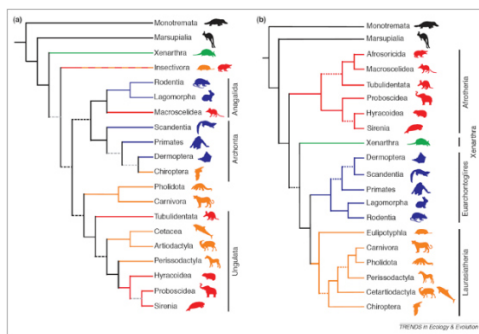 (a)
Monotremata
Marsupialia
Xenarthra
Insectivora
Rodentia
Lagomorpha
Macroscelidea
Scandentia
Primates
Dermoptera
Chiroptera
Pholidota
Carnivora
Tubulidentata
Cetacea
Artiodactyla
Perissodactyla
Hyracoidea
Proboscidea
Sirenia
Anagalida
Archonta
Ungulata
(b)
Monotremata
Marsupialia
Afrosoricida
Macroscelidea
Tubulidentata
Proboscidea
Hyracoidea
Sirenia
Xenarthra
Dermoptera
Scandentia
Primates
Lagomorpha
Rodentia
Eulipotyphla
Carnivora
Pholidota
Perissodactyla
Cetartiodactyla
Chiroptera
Afrotheria
Xenarthra
Euarchontoglires
Laurasiatheria
TRENDS in Ecology & Evolution